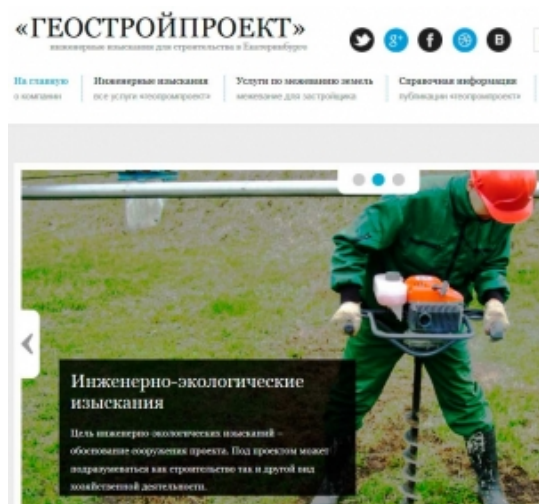 «ГЕОСТРОЙПРОЕКТ»
инженерные изыскания для строительства в Екатеринбурге
g+
f
B
На главную
о компании
Инженерные изыскания
все услуги «геопромпроект»
Услуги по межеванию земель
межевание для застройщика
Справочная информация
публикации «геопромпроект»
Инженерно-экологические
изыскания
Цель инженерно-экологических изысканий –
обоснование сооружения проекта. Под проектом может
подразумеваться как строительство так и другой вид
хозяйственной деятельности.